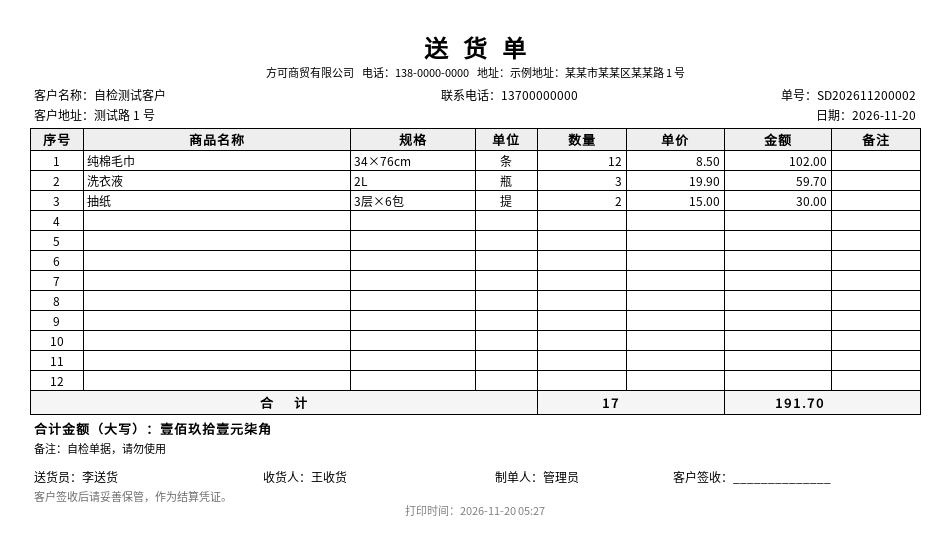 送 货 单
方可商贸有限公司 电话：138-0000-0000 地址：示例地址：某某市某某区某某路1号
客户名称：自检测试客户 联系电话：13700000000 单号：SD202611200002
客户地址：测试路 1 号 日期：2026-11-20
序号 商品名称 规格 单位 数量 单价 金额 备注
1 纯棉毛巾 34×76cm 条 12 8.50 102.00
2 洗衣液 2L 瓶 3 19.90 59.70
3 抽纸 3层×6包 提 2 15.00 30.00
4
5
6
7
8
9
10
11
12
合 计 17 191.70
合计金额（大写）：壹佰玖拾壹元柒角
备注：自检单据，请勿使用
送货员：李送货 收货人：王收货 制单人：管理员 客户签收：______________
客户签收后请妥善保管，作为结算凭证。
打印时间：2026-11-20 05:27